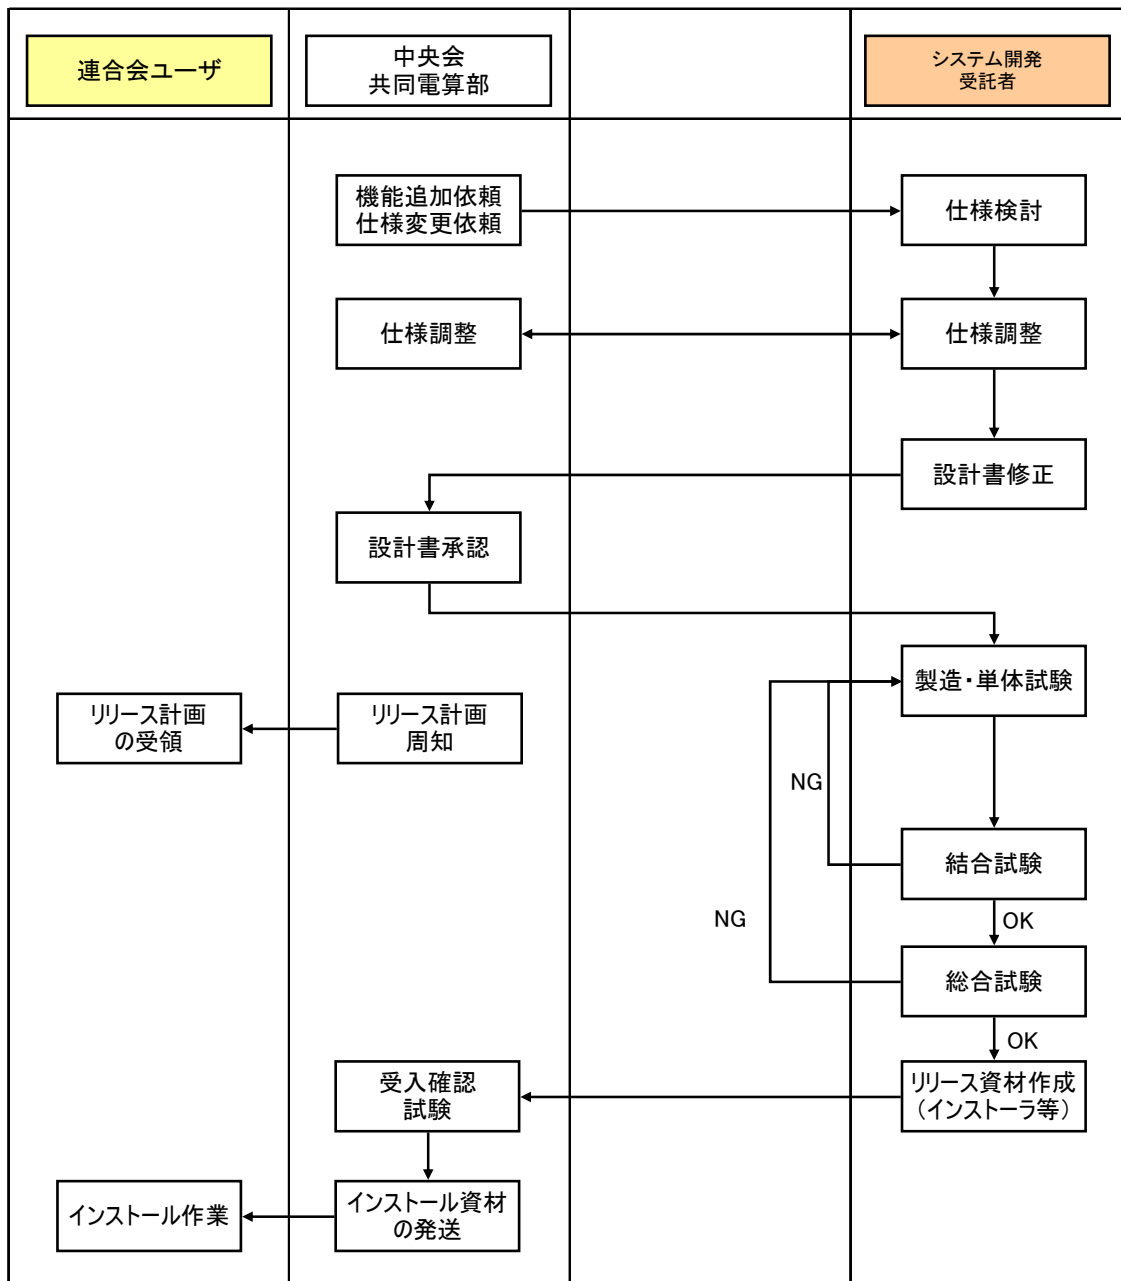 連合会ユーザ
中央会
共同電算部
システム開発
受託者
機能追加依頼
仕様変更依頼
仕様検討
仕様調整
仕様調整
設計書修正
設計書承認
製造・単体試験
リリース計画
の受領
リリース計画
周知
NG
結合試験
NG
OK
総合試験
OK
受入確認
試験
リリース資材作成
（インストーラ等）
インストール作業
インストール資材
の発送